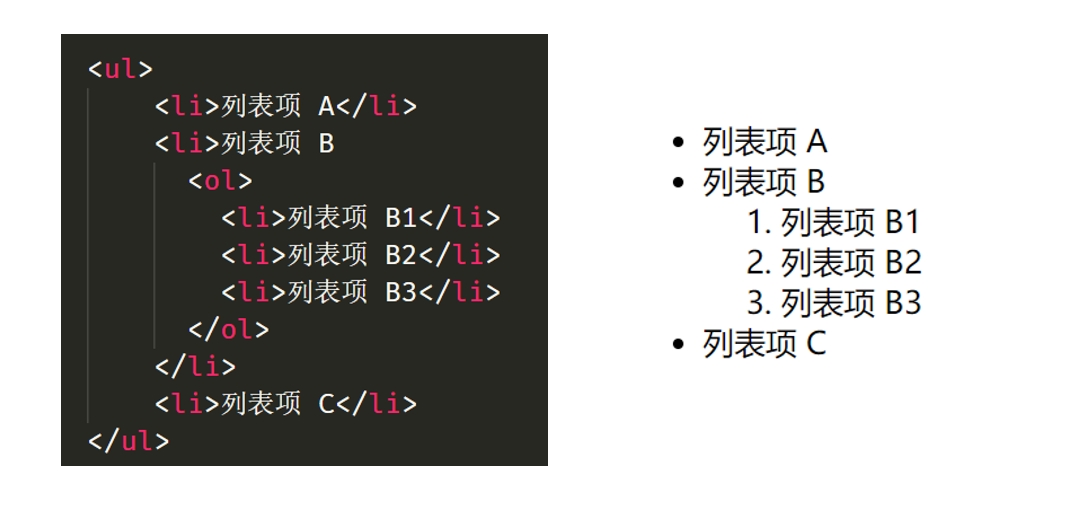 <ul>
<li>列表项 A</li>
<li>列表项 B
<ol>
<li>列表项 B1</li>
<li>列表项 B2</li>
<li>列表项 B3</li>
</ol>
</li>
<li>列表项 C</li>
</ul>
• 列表项 A
• 列表项 B
1. 列表项 B1
2. 列表项 B2
3. 列表项 B3
• 列表项 C